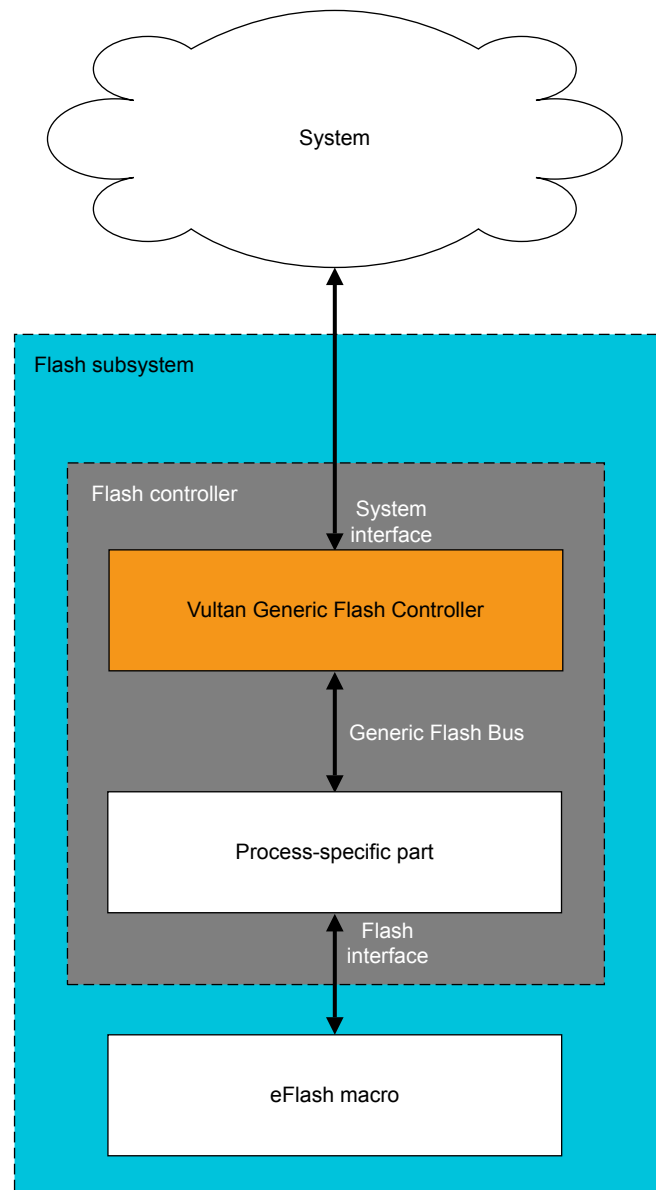 System
Flash subsystem
Flash controller
System
interface
Vultan Generic Flash Controller
Generic Flash Bus
Process-specific part
Flash
interface
eFlash macro